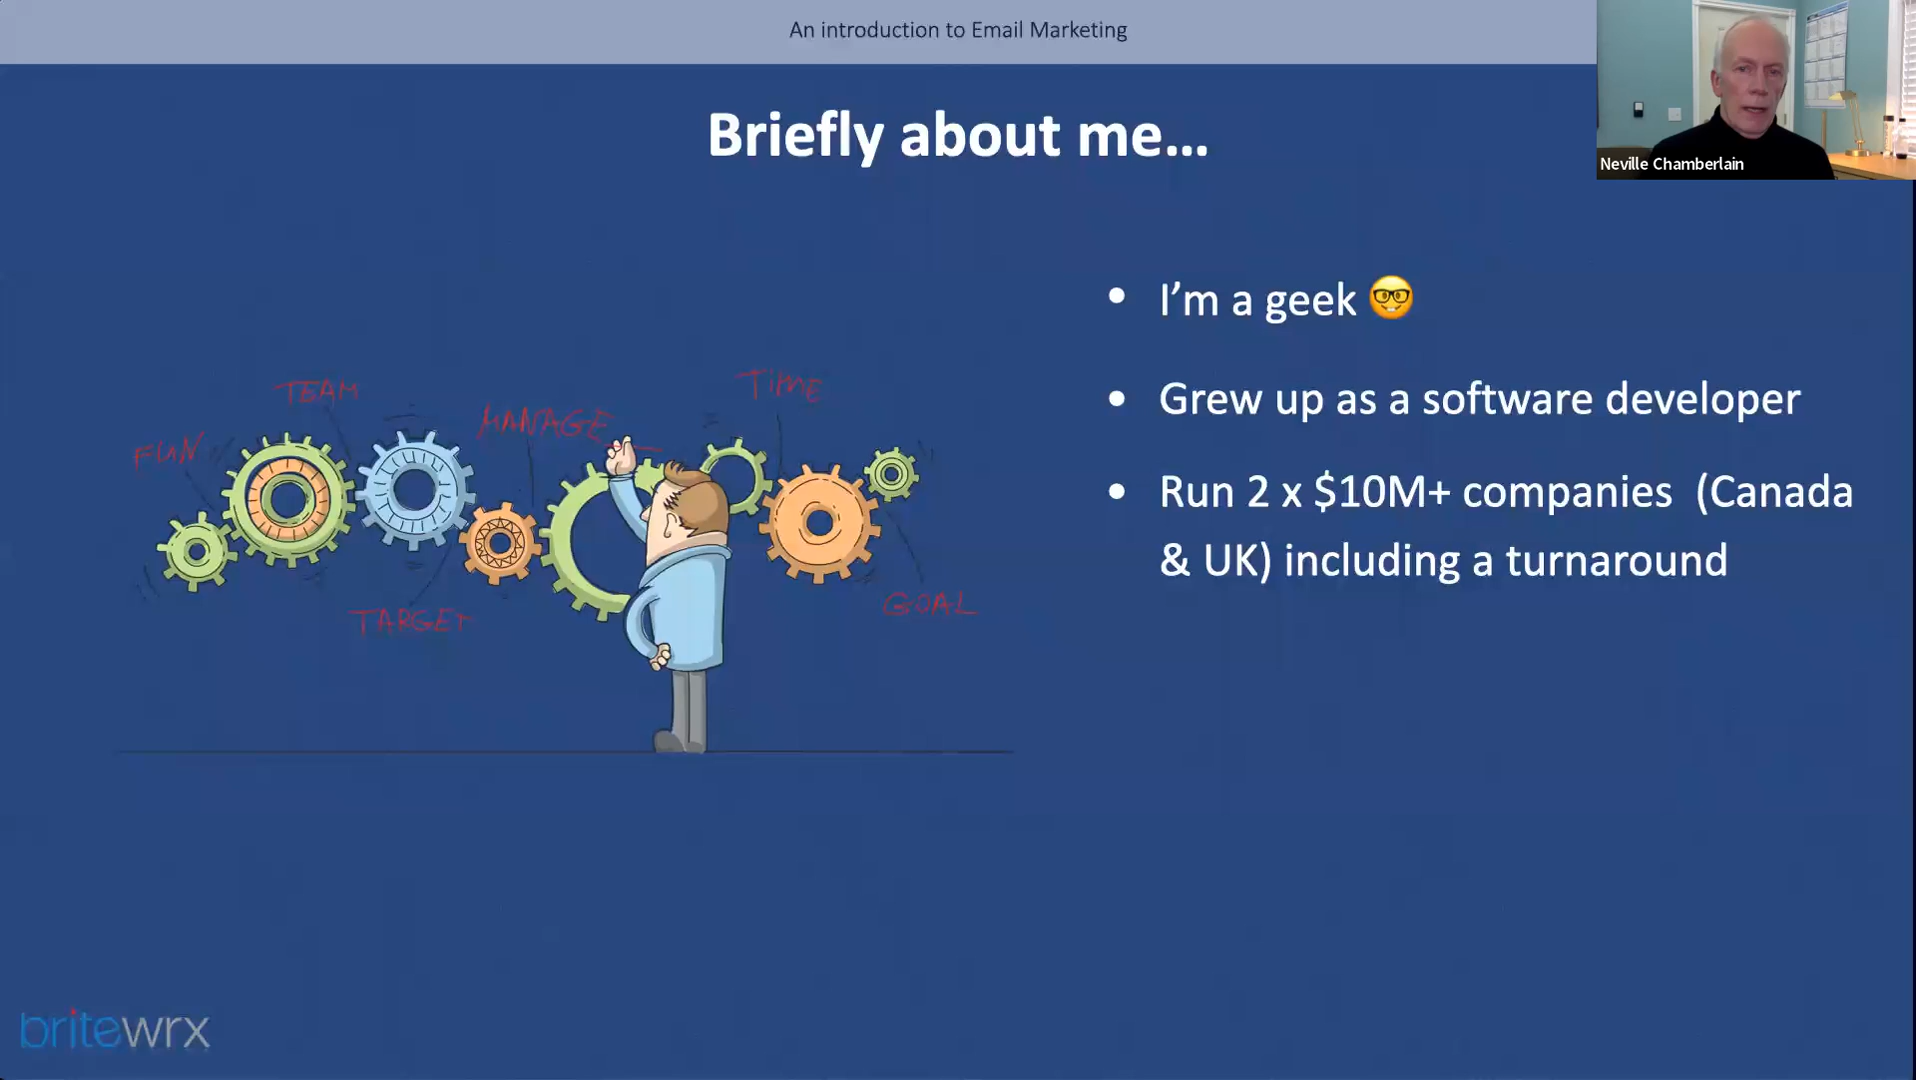 An introduction to Email Marketing
Neville Chamberlain
Briefly about me...
• I’m a geek 🤓
• Grew up as a software developer
• Run 2 x $10M+ companies (Canada
& UK) including a turnaround
FUN
TEAM
TARGET
MANAGE
TIME
GOAL
britewrx